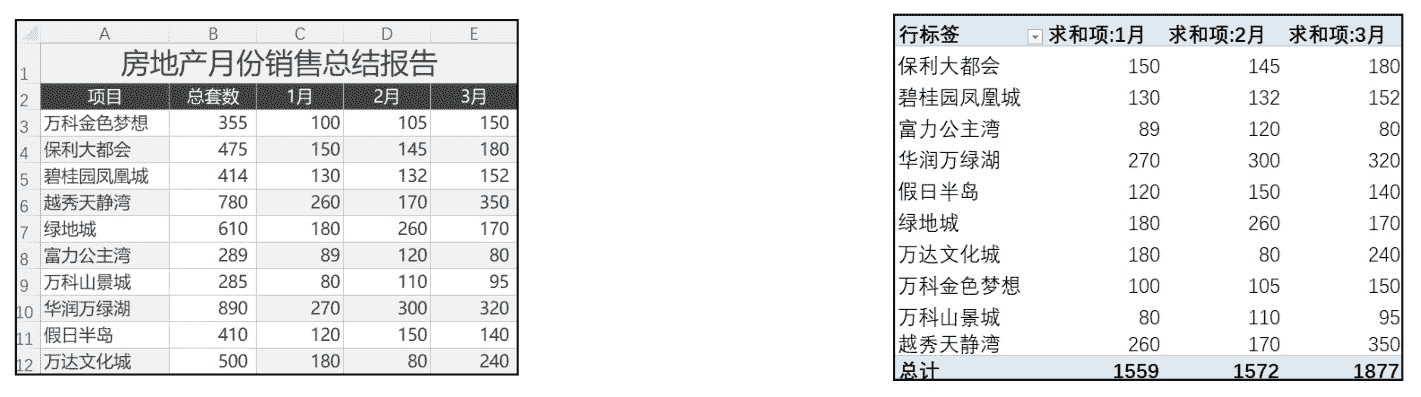 A B C D E
1 房地产月份销售总结报告
2 项目 总套数 1月 2月 3月
3 万科金色梦想 355 100 105 150
4 保利大都会 475 150 145 180
5 碧桂园凤凰城 414 130 132 152
6 越秀天静湾 780 260 170 350
7 绿地城 610 180 260 170
8 富力公主湾 289 89 120 80
9 万科山景城 285 80 110 95
10 华润万绿湖 890 270 300 320
11 假日半岛 410 120 150 140
12 万达文化城 500 180 80 240
行标签 求和项:1月 求和项:2月 求和项:3月
保利大都会 150 145 180
碧桂园凤凰城 130 132 152
富力公主湾 89 120 80
华润万绿湖 270 300 320
假日半岛 120 150 140
绿地城 180 260 170
万达文化城 180 80 240
万科金色梦想 100 105 150
万科山景城 80 110 95
越秀天静湾 260 170 350
总计 1559 1572 1877